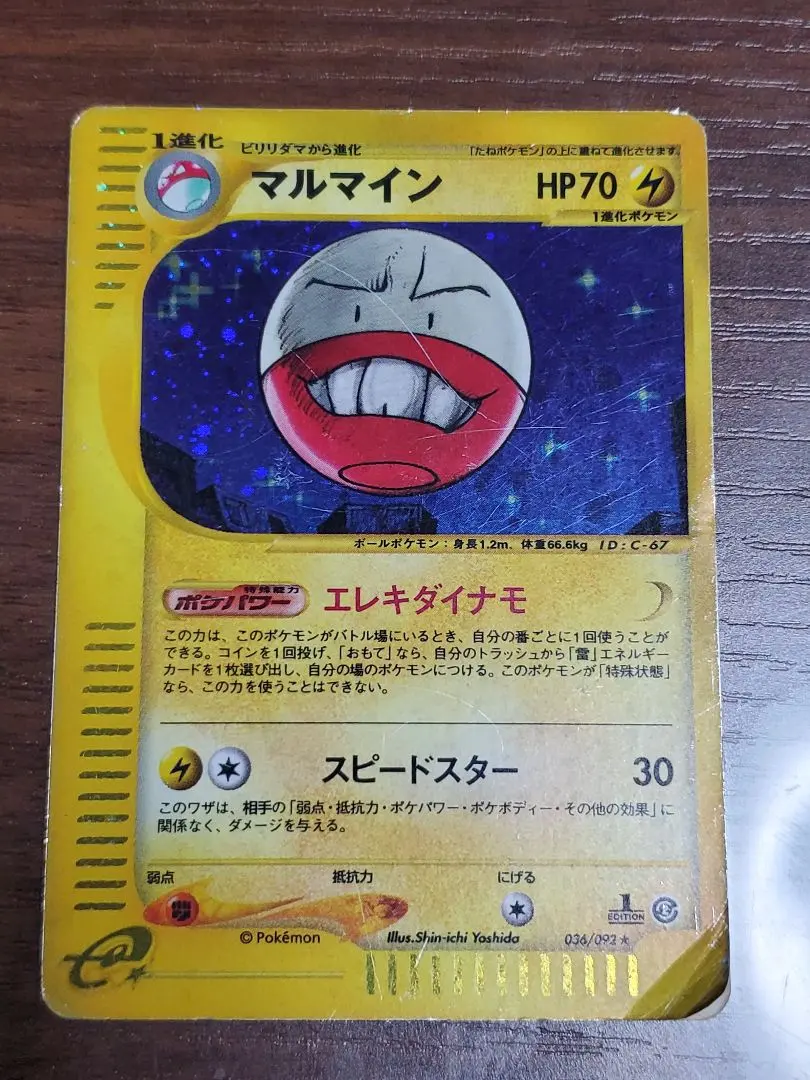 1進化
ビリリダマから進化
「たねポケモン」の上に重ねて進化させます。
マルマイン
HP70
1進化ポケモン
ボールポケモン：身長1.2m、体重66.6kg ID：C-67
特殊能力
ポケパワー
エレキダイナモ
この力は、このポケモンがバトル場にいるとき、自分の番ごとに1回使うことが
できる。コインを1回投げ、「おもて」なら、自分のトラッシュから「雷」エネルギー
カードを1枚選び出し、自分の場のポケモンにつける。このポケモンが「特殊状態」
なら、この力を使うことはできない。
スピードスター 30
このワザは、相手の「弱点・抵抗力・ポケパワー・ポケボディー・その他の効果」に
関係なく、ダメージを与える。
弱点 抵抗力 にげる
1
EDITION
© Pokémon Illus.Shin-ichi Yoshida 036/092★
e